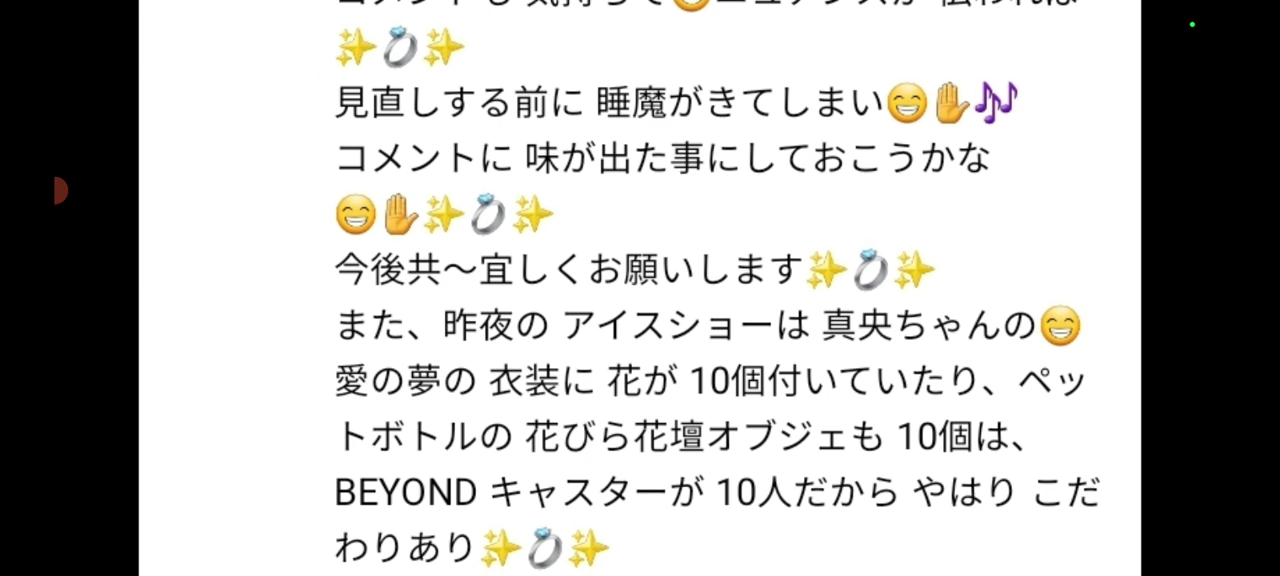 ✨💍✨
見直しする前に 睡魔がきてしまい😁✋🎶
コメントに 味が出た事にしておこうかな
😁✋✨💍✨
今後共〜宜しくお願いします✨💍✨
また、昨夜の アイスショーは 真央ちゃんの😁
愛の夢の 衣装に 花が 10個付いていたり、ペッ
トボトルの 花びら花壇オブジェも 10個は、
BEYOND キャスターが 10人だから やはり こだ
わりあり✨💍✨